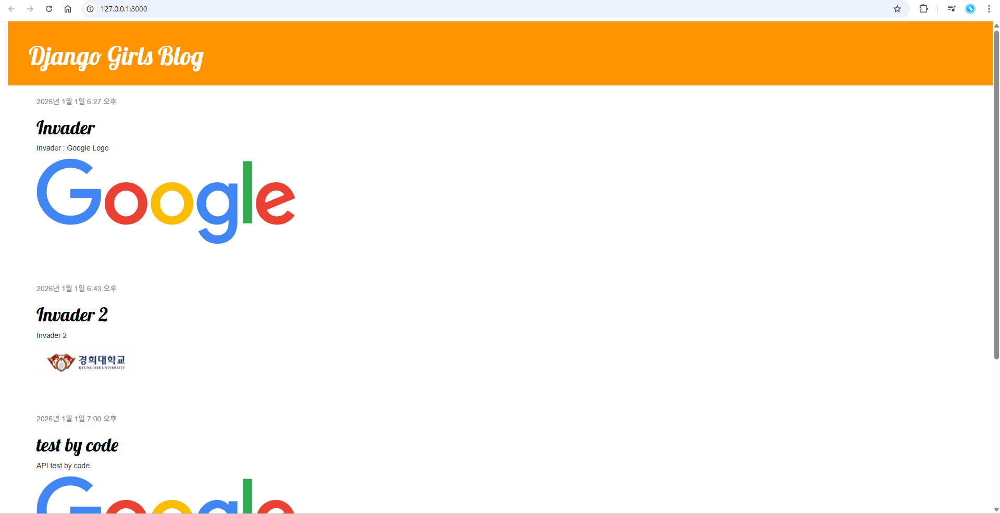 127.0.0.1:8000
Django Girls Blog
2026년 1월 1일 6:27 오후
Invader
Invader : Google Logo
Google
2026년 1월 1일 6:43 오후
Invader 2
Invader 2
경희대학교
KYUNG HEE UNIVERSITY
2026년 1월 1일 7:00 오후
test by code
API test by code
Google